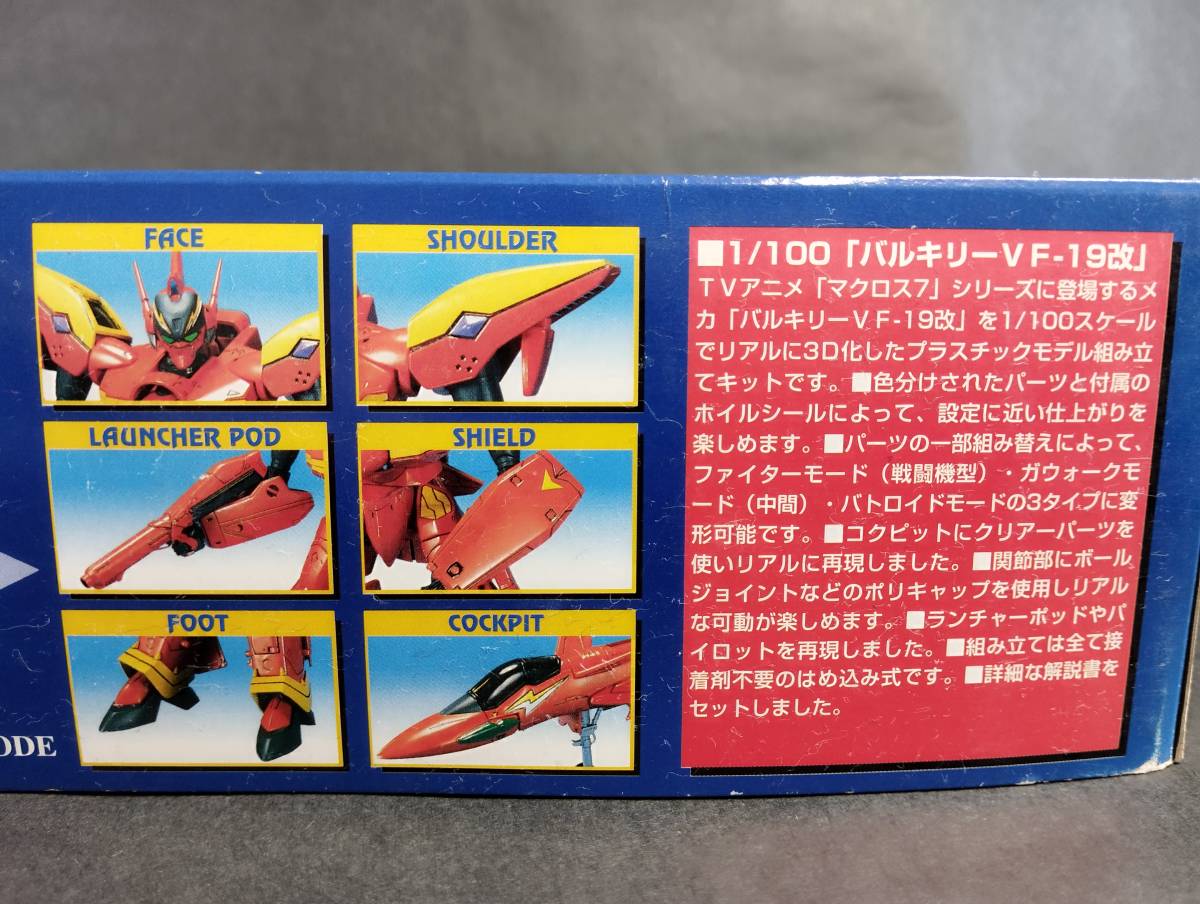 FACE
SHOULDER
LAUNCHER POD
SHIELD
FOOT
COCKPIT
ODE
■1/100「バルキリーVF-19改」
TVアニメ「マクロス7」シリーズに登場するメ
カ「バルキリーVF-19改」を1/100スケール
でリアルに3D化したプラスチックモデル組み立
てキットです。■色分けされたパーツと付属の
ホイルシールによって、設定に近い仕上がりを
楽しめます。■パーツの一部組み替えによって、
ファイターモード（戦闘機型）・ガウォークモ
ード（中間）・バトロイドモードの3タイプに変
形可能です。■コクピットにクリアーパーツを
使いリアルに再現しました。■関節部にボール
ジョイントなどのポリキャップを使用しリアル
な可動が楽しめます。■ランチャーポッドやパ
イロットを再現しました。■組み立ては全て接
着剤不要のはめ込み式です。■詳細な解説書を
セットしました。